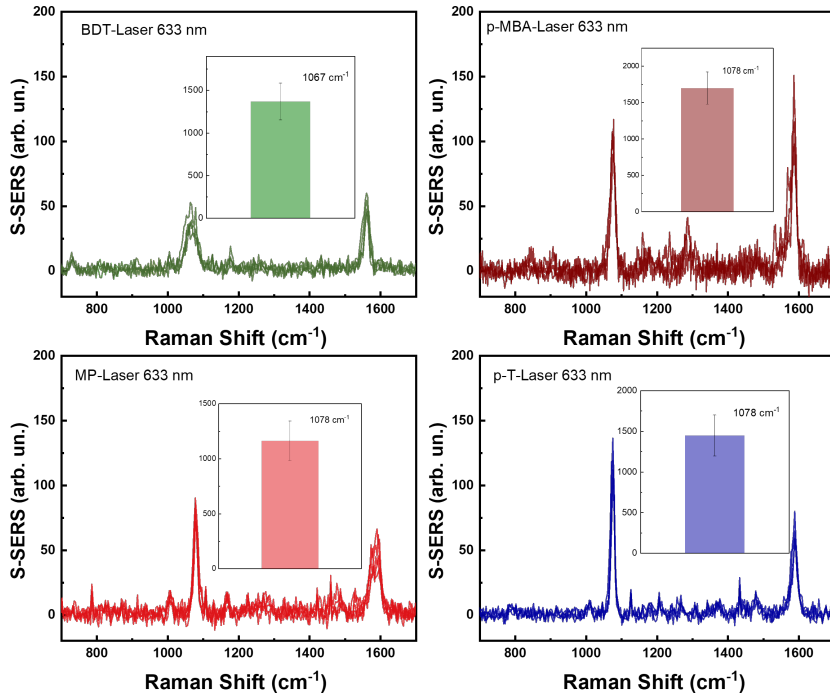 200
150
100
50
0
S-SERS (arb. un.)
BDT-Laser 633 nm
1067 cm⁻¹
1500
1000
500
0
800 1000 1200 1400 1600
Raman Shift (cm⁻¹)
200
150
100
50
0
S-SERS (arb. un.)
p-MBA-Laser 633 nm
1078 cm⁻¹
2000
1500
1000
500
0
800 1000 1200 1400 1600
Raman Shift (cm⁻¹)
200
150
100
50
0
S-SERS (arb. un.)
MP-Laser 633 nm
1078 cm⁻¹
1500
1000
500
0
800 1000 1200 1400 1600
Raman Shift (cm⁻¹)
200
150
100
50
0
S-SERS (arb. un.)
p-T-Laser 633 nm
1078 cm⁻¹
2000
1500
1000
500
0
800 1000 1200 1400 1600
Raman Shift (cm⁻¹)